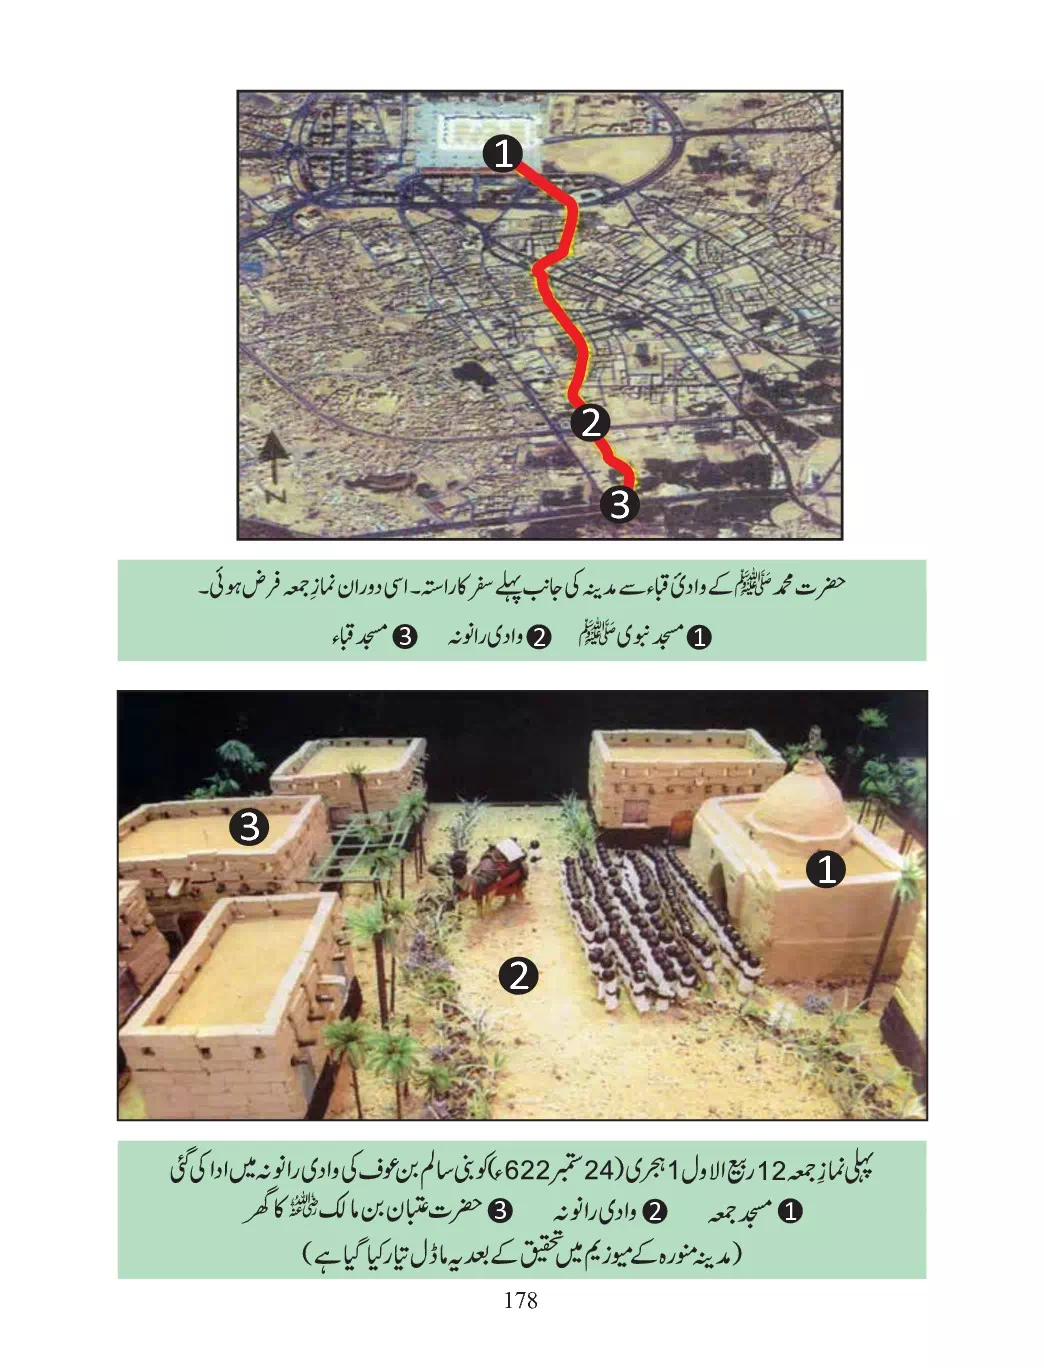 1
2
3
N
حضرت محمد ﷺ کے وادئ قباء سے مدینہ کی جانب پہلے سفر کا راستہ۔ اسی دوران نمازِ جمعہ فرض ہوئی۔
1 مسجد نبوی ﷺ 2 وادی رانونہ 3 مسجد قباء
3
1
2
پہلی نمازِ جمعہ 12 ربیع الاول 1 ہجری (24 ستمبر 622ء) کو بنی سالم بن عوف کی وادی رانونہ میں ادا کی گئی
1 مسجد جمعہ 2 وادی رانونہ 3 حضرت عتبان بن مالک رضی اللہ عنہ کا گھر
(مدینہ منورہ کے میوزیم میں تحقیق کے بعد یہ ماڈل تیار کیا گیا ہے)
178